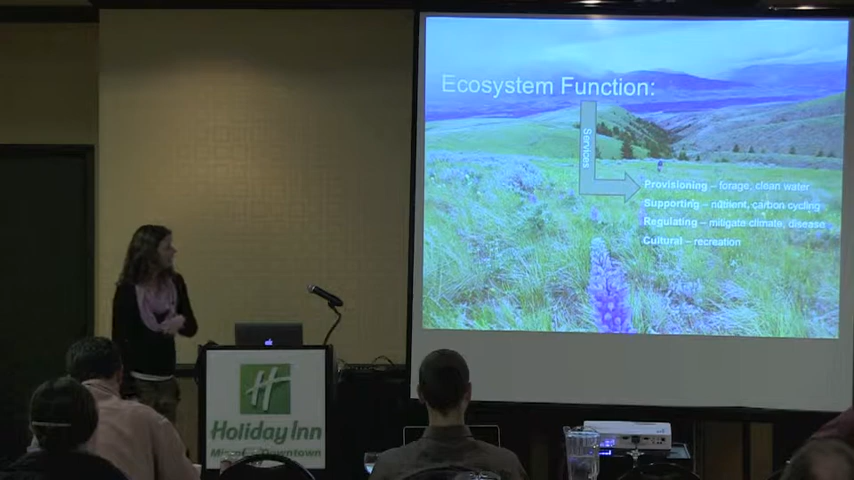 Ecosystem Function:
Services
Provisioning – forage, clean water
Supporting – nutrient, carbon cycling
Regulating – mitigate climate, disease
Cultural – recreation
H
Holiday Inn
Downtown